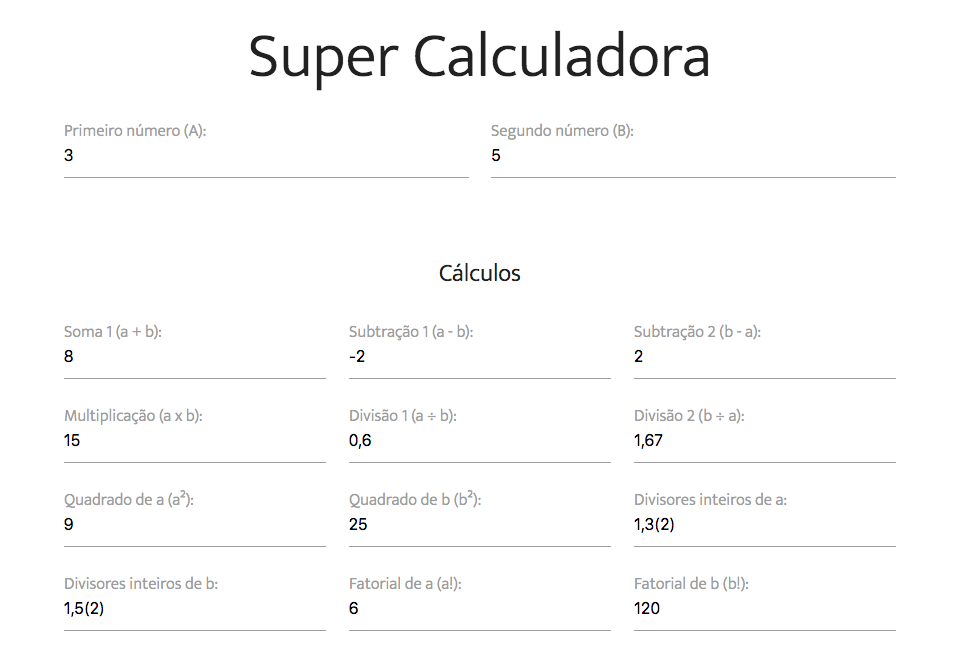 Super Calculadora
Primeiro número (A):
3
Segundo número (B):
5
Cálculos
Soma 1 (a + b):
8
Subtração 1 (a - b):
-2
Subtração 2 (b - a):
2
Multiplicação (a x b):
15
Divisão 1 (a ÷ b):
0,6
Divisão 2 (b ÷ a):
1,67
Quadrado de a (a²):
9
Quadrado de b (b²):
25
Divisores inteiros de a:
1,3(2)
Divisores inteiros de b:
1,5(2)
Fatorial de a (a!):
6
Fatorial de b (b!):
120